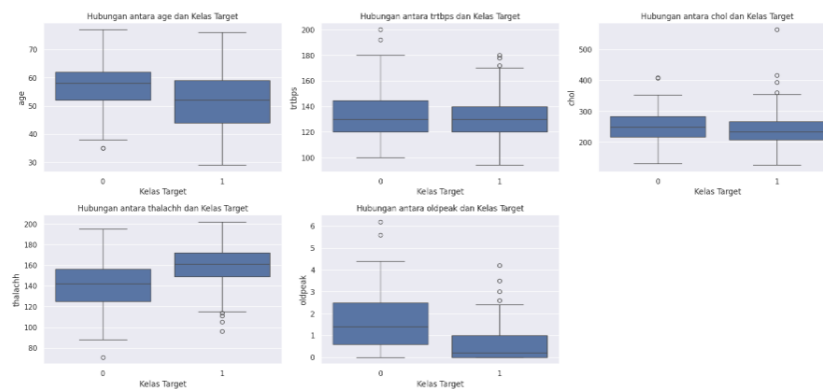 Hubungan antara age dan Kelas Target
70
60
50
40
30
age
0
1
Kelas Target
Hubungan antara trtbps dan Kelas Target
200
180
160
140
120
100
trtbps
0
1
Kelas Target
Hubungan antara chol dan Kelas Target
500
400
300
200
chol
0
1
Kelas Target
Hubungan antara thalachh dan Kelas Target
200
180
160
140
120
100
80
thalachh
0
1
Kelas Target
Hubungan antara oldpeak dan Kelas Target
6
5
4
3
2
1
0
oldpeak
0
1
Kelas Target